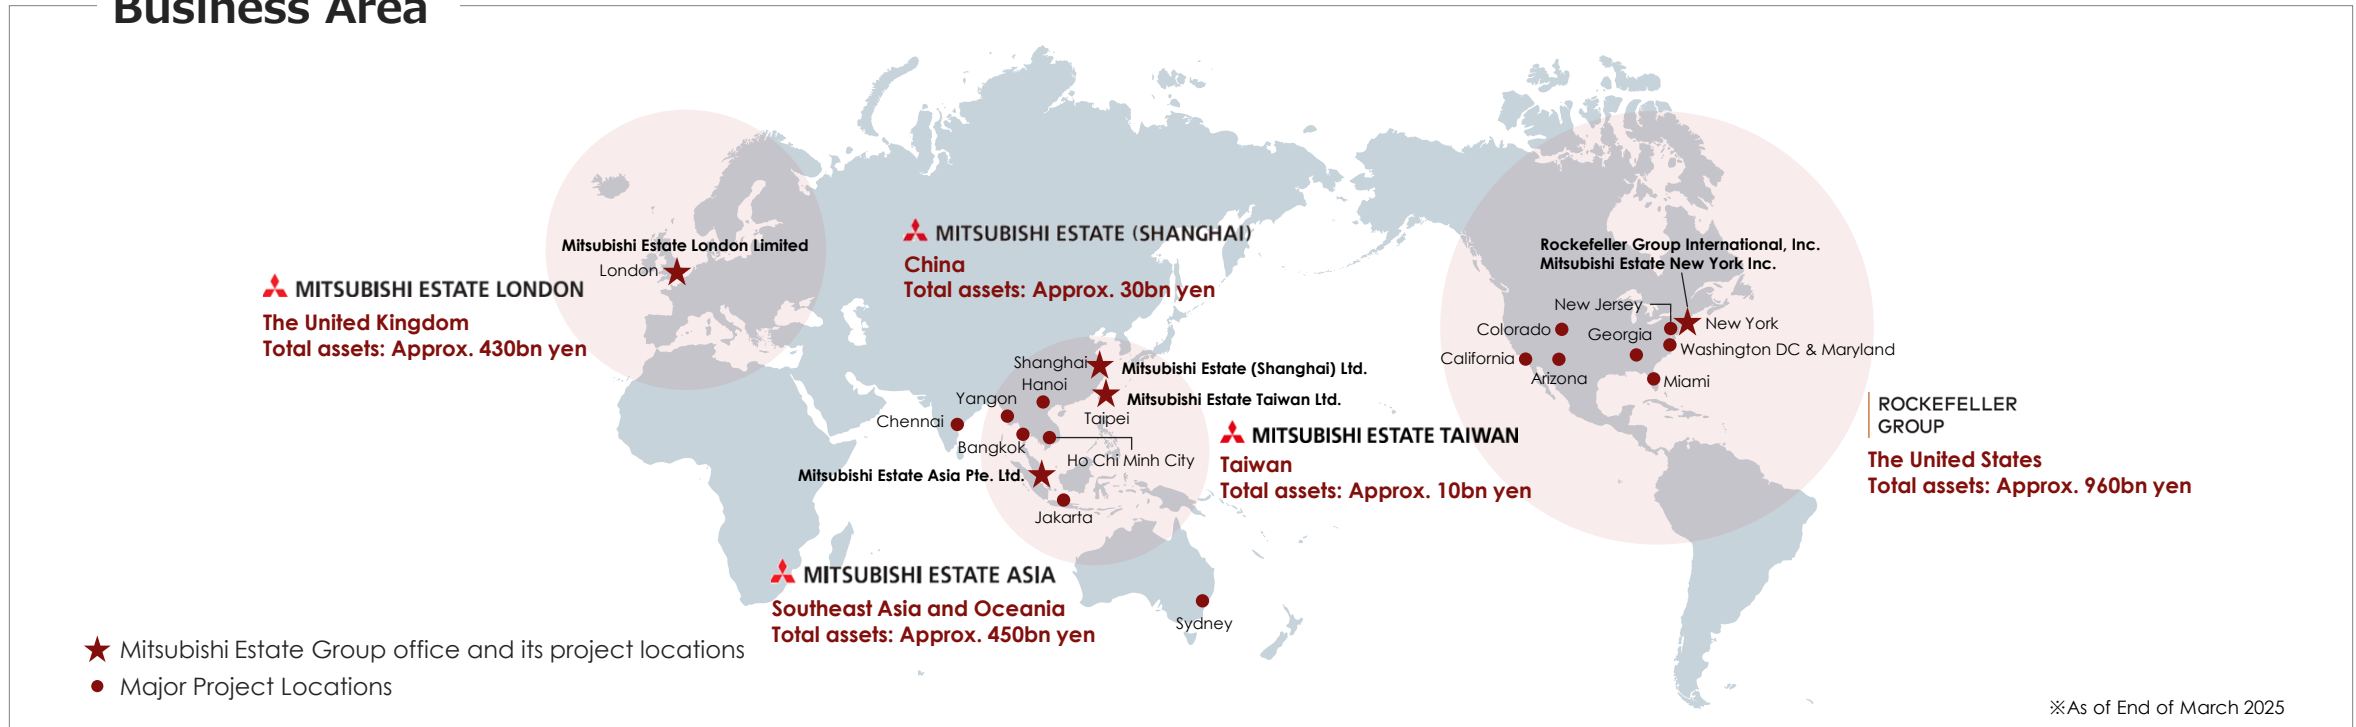 Business Area
Mitsubishi Estate London Limited
London
MITSUBISHI ESTATE LONDON
The United Kingdom
Total assets: Approx. 430bn yen
MITSUBISHI ESTATE (SHANGHAI)
China
Total assets: Approx. 30bn yen
Shanghai
Mitsubishi Estate (Shanghai) Ltd.
Hanoi
Yangon
Mitsubishi Estate Taiwan Ltd.
Taipei
Chennai
Bangkok
Ho Chi Minh City
Mitsubishi Estate Asia Pte. Ltd.
Jakarta
MITSUBISHI ESTATE TAIWAN
Taiwan
Total assets: Approx. 10bn yen
MITSUBISHI ESTATE ASIA
Southeast Asia and Oceania
Total assets: Approx. 450bn yen
Sydney
Rockefeller Group International, Inc.
Mitsubishi Estate New York Inc.
New Jersey
New York
Colorado
Georgia
Washington DC & Maryland
California
Arizona
Miami
ROCKEFELLER
GROUP
The United States
Total assets: Approx. 960bn yen
Mitsubishi Estate Group office and its project locations
Major Project Locations
※As of End of March 2025